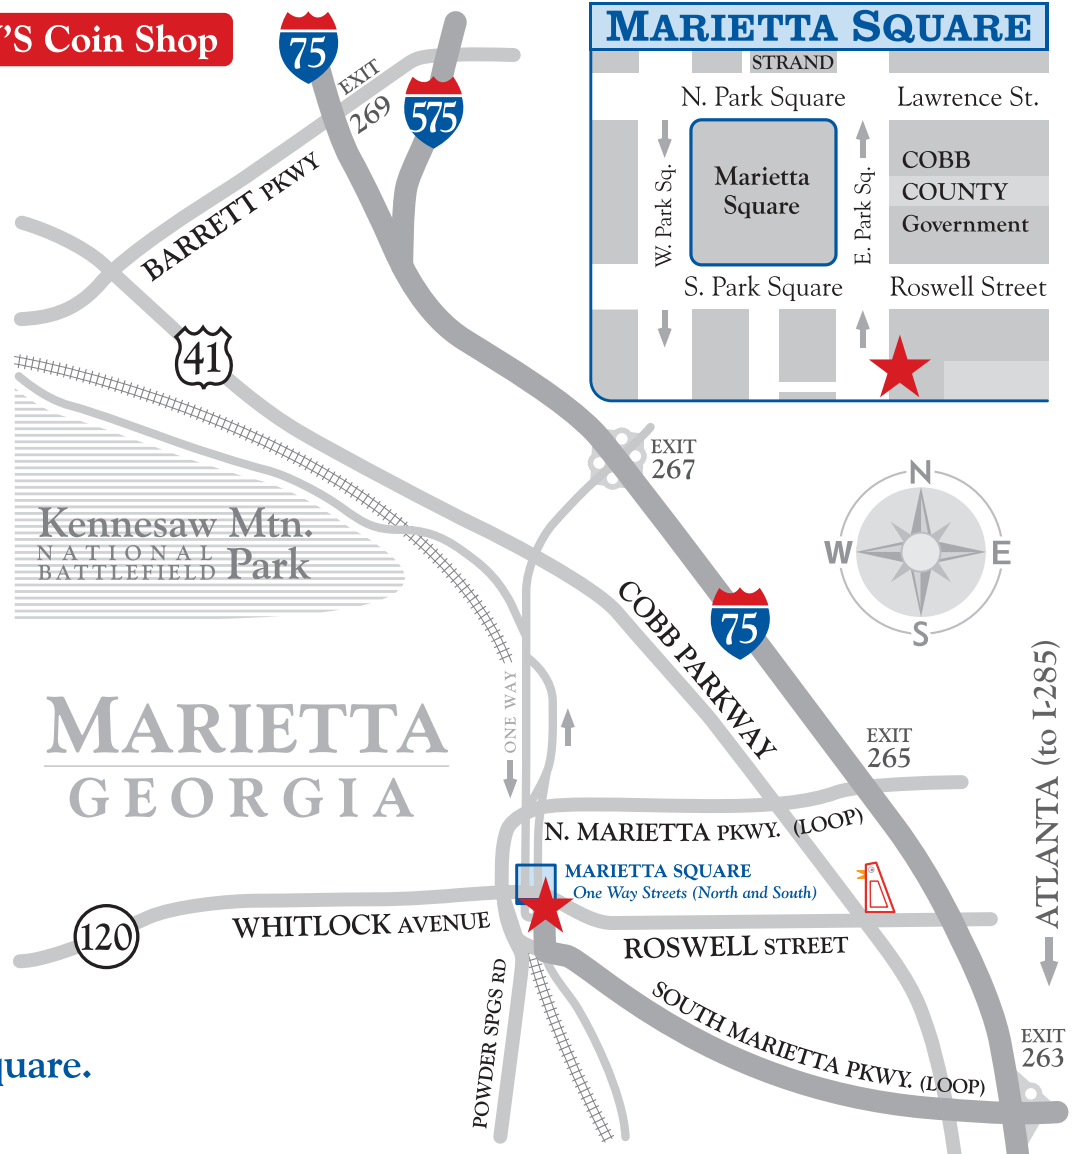 'S Coin Shop
75
EXIT
269
575
BARRETT PKWY
41
MARIETTA SQUARE
STRAND
N. Park Square
Lawrence St.
W. Park Sq.
Marietta
Square
E. Park Sq.
COBB
COUNTY
Government
S. Park Square
Roswell Street
EXIT
267
N
W
E
S
Kennesaw Mtn.
NATIONAL
BATTLEFIELD
Park
COBB PARKWAY
75
ONE WAY
MARIETTA
GEORGIA
EXIT
265
ATLANTA (to I-285)
N. MARIETTA PKWY. (LOOP)
MARIETTA SQUARE
One Way Streets (North and South)
120
WHITLOCK AVENUE
ROSWELL STREET
POWDER SPGS RD
SOUTH MARIETTA PKWY. (LOOP)
EXIT
263
quare.